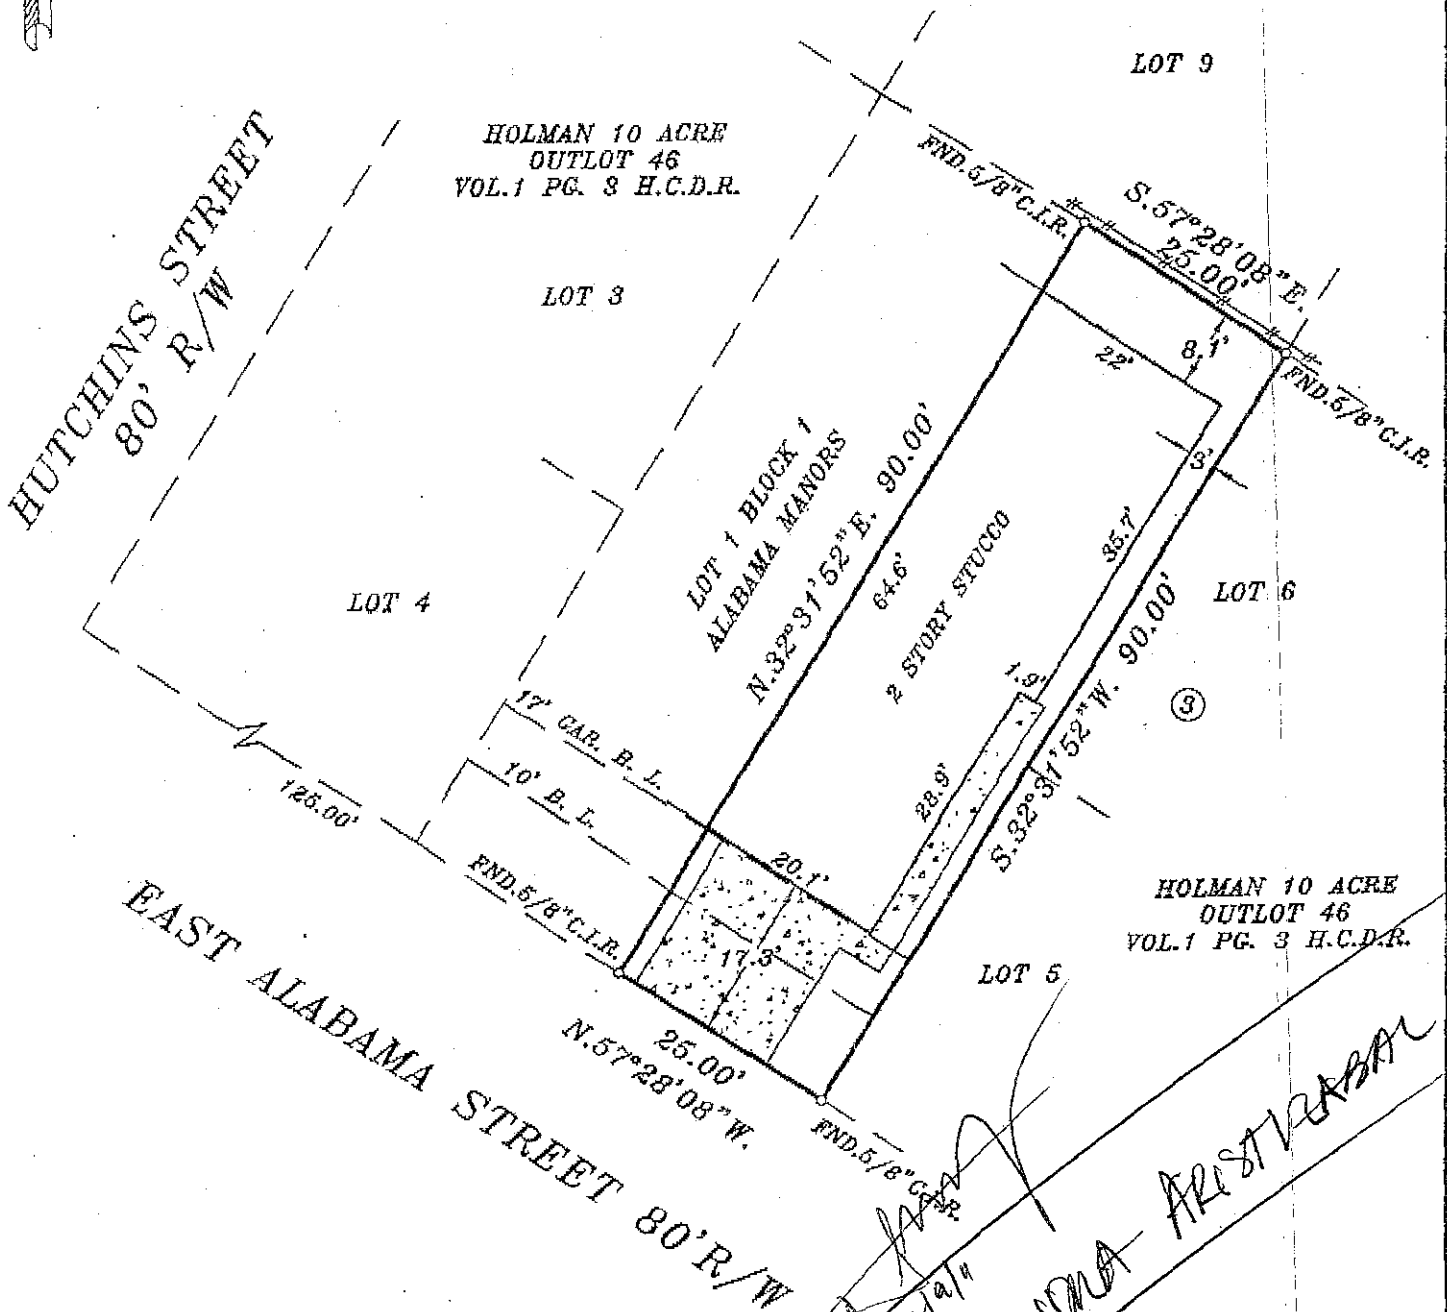 LOT 9
HOLMAN 10 ACRE
OUTLOT 46
VOL.1 PG. 3 H.C.D.R.
HUTCHINS STREET
80' R/W
FND.5/8"C.I.R.
S.57°28'08"E.
25.00'
LOT 3
8.1'
22'
FND.5/8"C.I.R.
3'
LOT 1 BLOCK 1
ALABAMA MANORS
N.32°31'52"E. 90.00'
64.6'
2 STORY STUCCO
35.7'
LOT 6
LOT 4
1.9'
S.32°31'52"W. 90.00'
3
17' GAR. B. L.
10' B. L.
28.9'
125.00'
20.1'
FND.5/8"C.I.R.
17.3'
HOLMAN 10 ACRE
OUTLOT 46
VOL.1 PG. 3 H.C.D.R.
LOT 5
25.00'
N.57°28'08"W.
FND.5/8"C.I.R.
EAST ALABAMA STREET 80'R/W
ARISTIZABAL